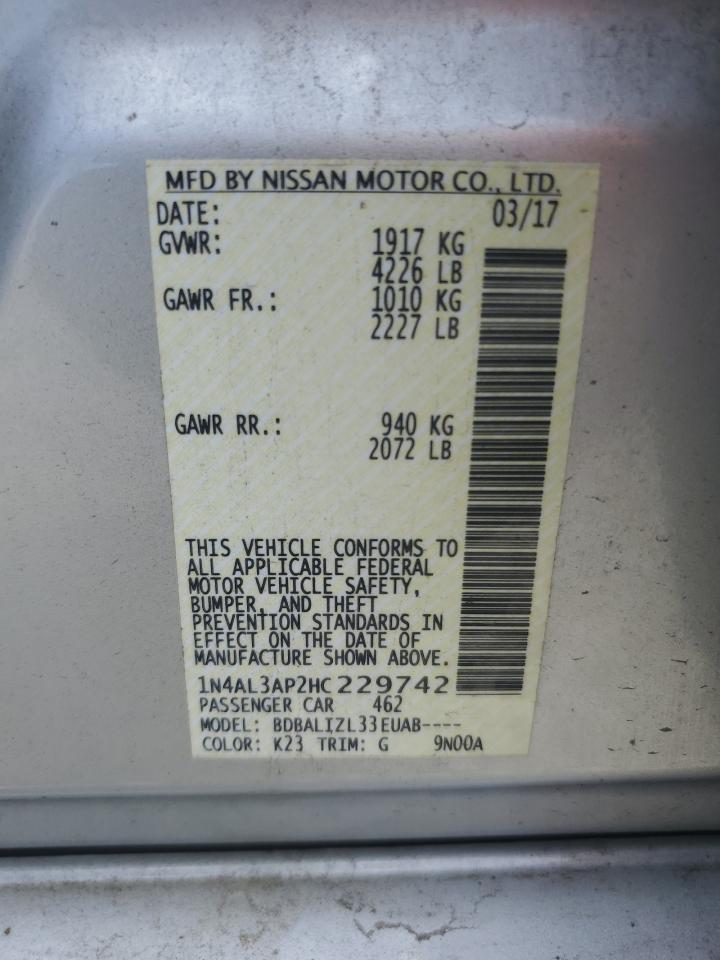 MFD BY NISSAN MOTOR CO., LTD.
DATE: 03/17
GVWR: 1917 KG
4226 LB
GAWR FR.: 1010 KG
2227 LB
GAWR RR.: 940 KG
2072 LB
THIS VEHICLE CONFORMS TO
ALL APPLICABLE FEDERAL
MOTOR VEHICLE SAFETY,
BUMPER, AND THEFT
PREVENTION STANDARDS IN
EFFECT ON THE DATE OF
MANUFACTURE SHOWN ABOVE.
1N4AL3AP2HC229742
PASSENGER CAR 462
MODEL: BDBALIZL33EUAB----
COLOR: K23 TRIM: G 9N00A